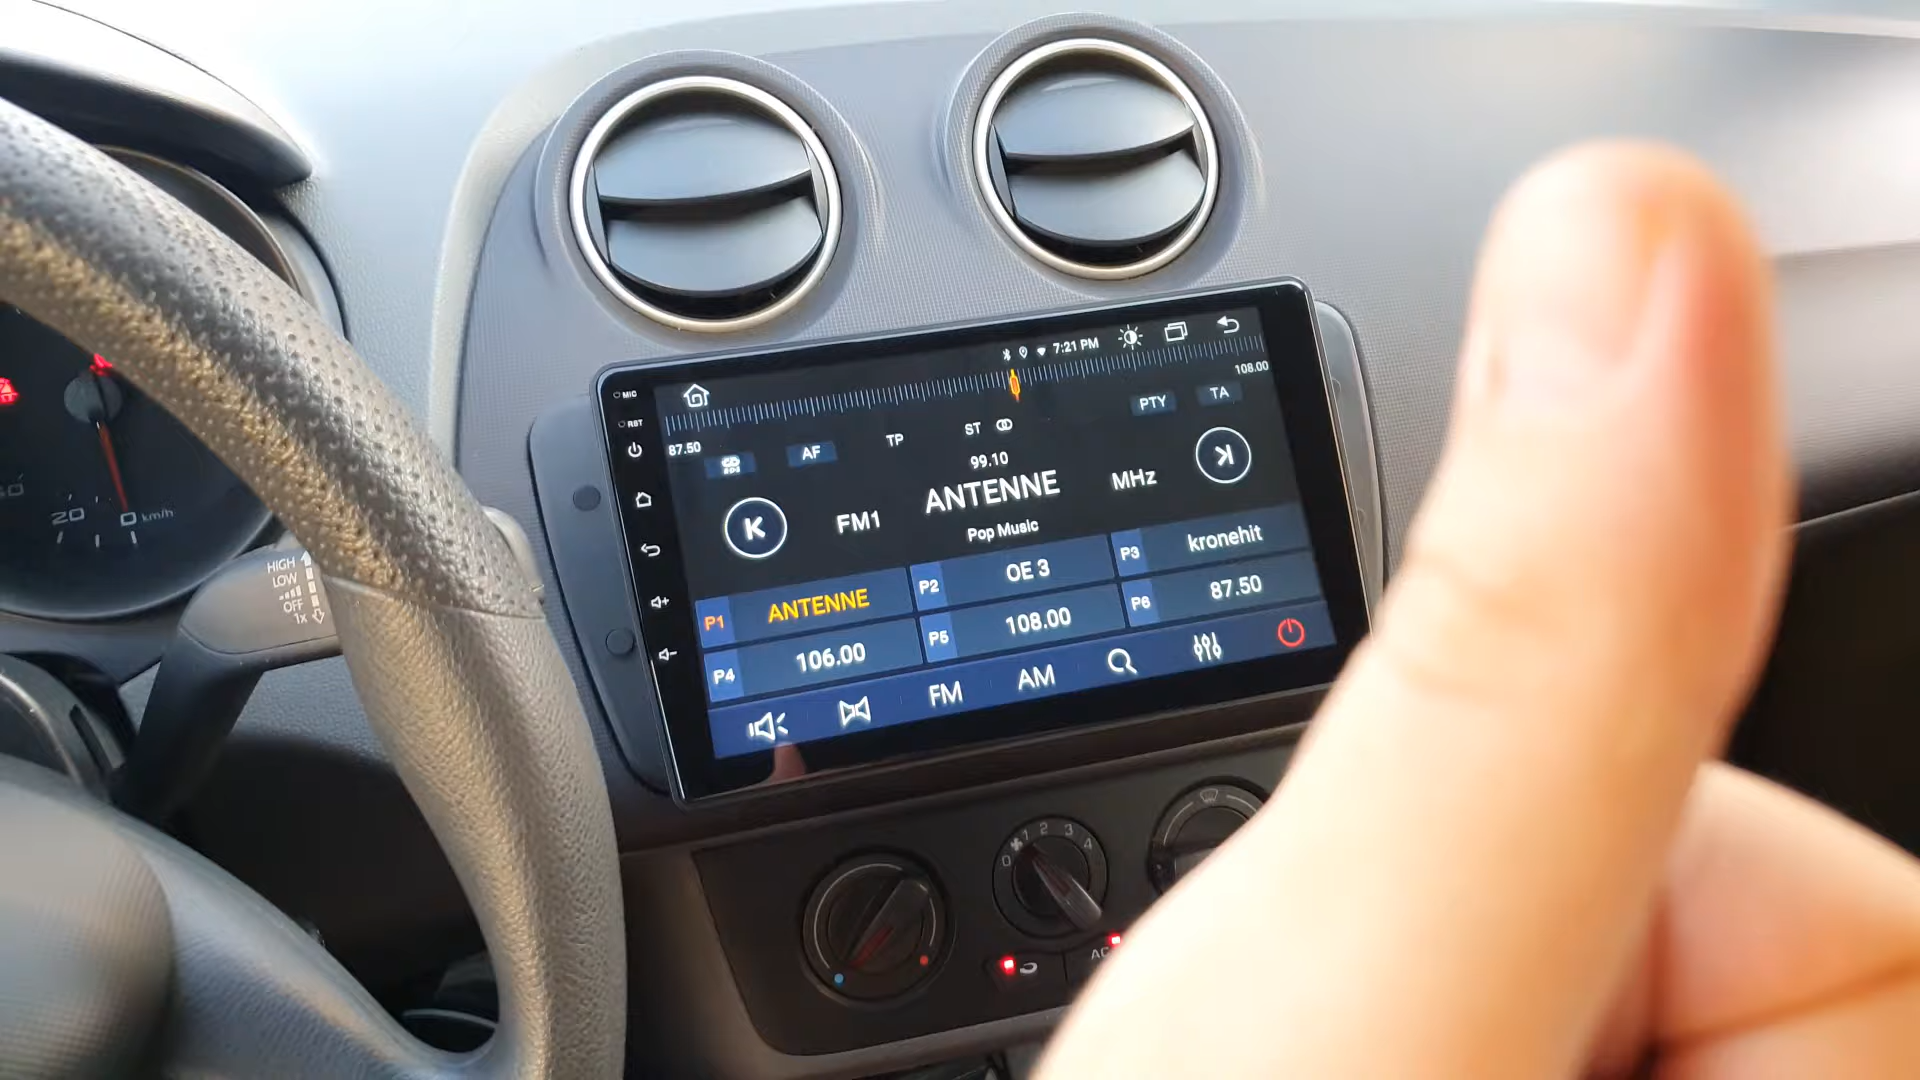 MIC
RST
7:21 PM
87.50
108.00
AF
TP
ST
PTY
TA
99.10
FM1
ANTENNE
MHz
Pop Music
P1 ANTENNE
P2 OE 3
P3 kronehit
P4 106.00
P5 108.00
P6 87.50
FM
AM
20
0
km/h
HIGH
LOW
OFF
1x
0 1 2 3 4
AC